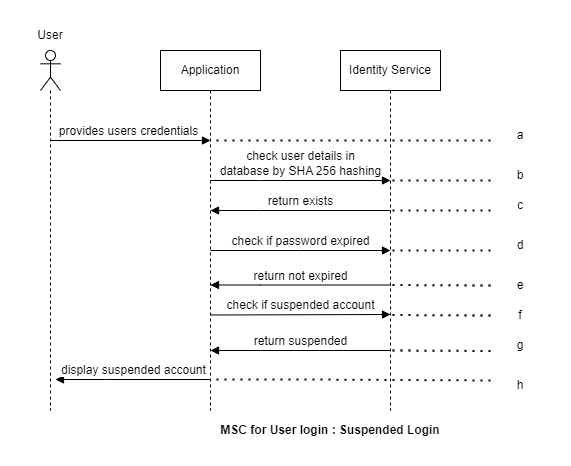 User
Application
Identity Service
provides users credentials
a
check user details in
database by SHA 256 hashing
b
return exists
c
check if password expired
d
return not expired
e
check if suspended account
f
return suspended
g
display suspended account
h
MSC for User login : Suspended Login